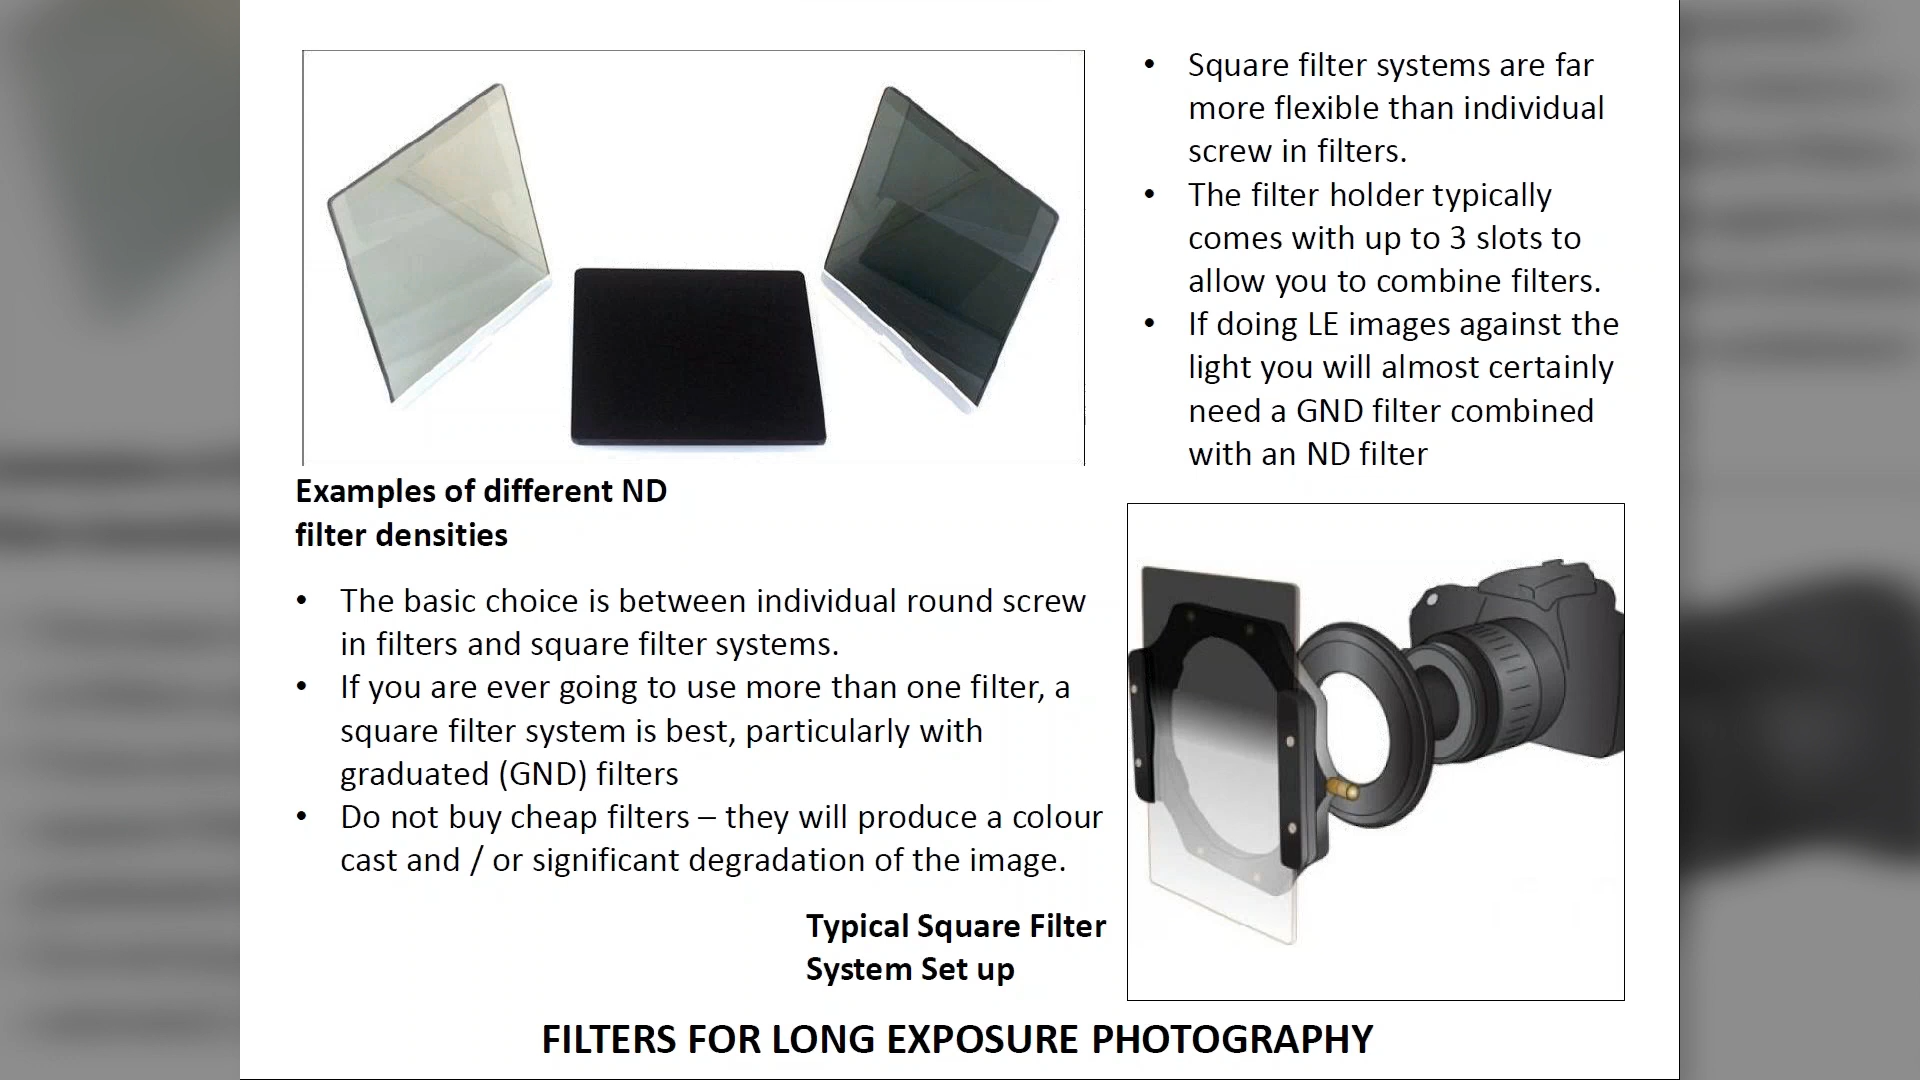 • Square filter systems are far
more flexible than individual
screw in filters.
• The filter holder typically
comes with up to 3 slots to
allow you to combine filters.
• If doing LE images against the
light you will almost certainly
need a GND filter combined
with an ND filter
Examples of different ND
filter densities
• The basic choice is between individual round screw
in filters and square filter systems.
• If you are ever going to use more than one filter, a
square filter system is best, particularly with
graduated (GND) filters
• Do not buy cheap filters – they will produce a colour
cast and / or significant degradation of the image.
Typical Square Filter
System Set up
FILTERS FOR LONG EXPOSURE PHOTOGRAPHY